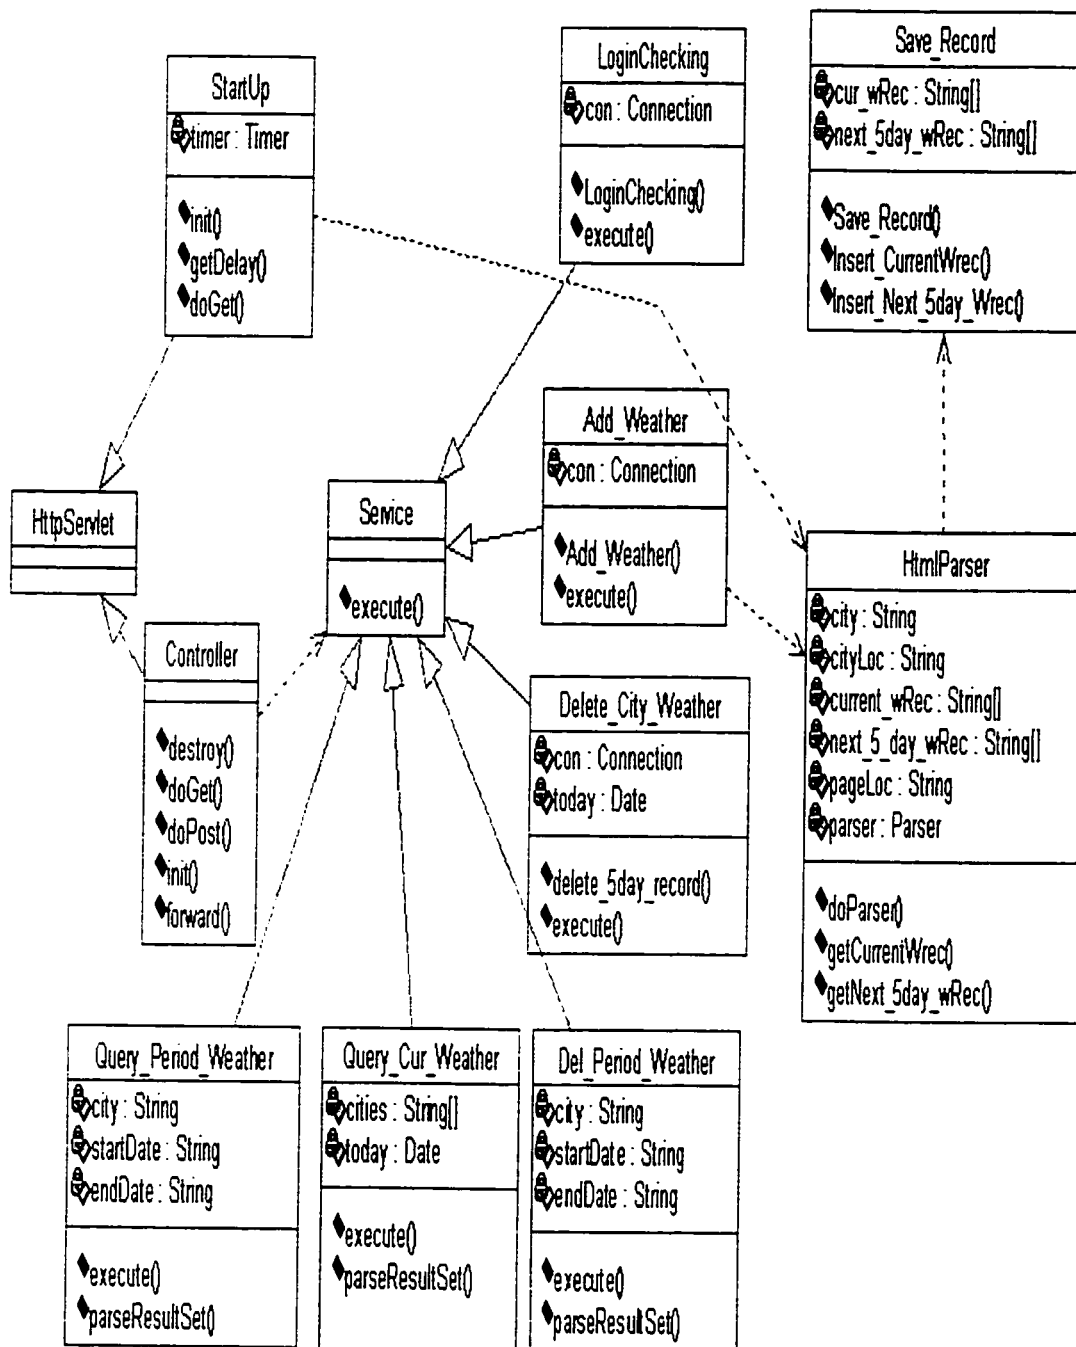 StartUp
timer : Timer
init()
getDelay()
doGet()
LoginChecking
con : Connection
LoginChecking()
execute()
Save_Record
cur_wRec : String[]
next_5day_wRec : String[]
Save_Record()
Insert_CurrentWrec()
Insert_Next_5day_Wrec()
HttpServlet
Service
execute()
Add_Weather
con : Connection
Add_Weather()
execute()
HtmlParser
city : String
cityLoc : String
current_wRec : String[]
next_5_day_wRec : String[]
pageLoc : String
parser : Parser
doParser()
getCurrentWrec()
getNext_5day_wRec()
Controller
destroy()
doGet()
doPost()
init()
forward()
Delete_City_Weather
con : Connection
today : Date
delete_5day_record()
execute()
Query_Period_Weather
city : String
startDate : String
endDate : String
execute()
parseResultSet()
Query_Cur_Weather
cities : String[]
today : Date
execute()
parseResultSet()
Del_Period_Weather
city : String
startDate : String
endDate : String
execute()
parseResultSet()